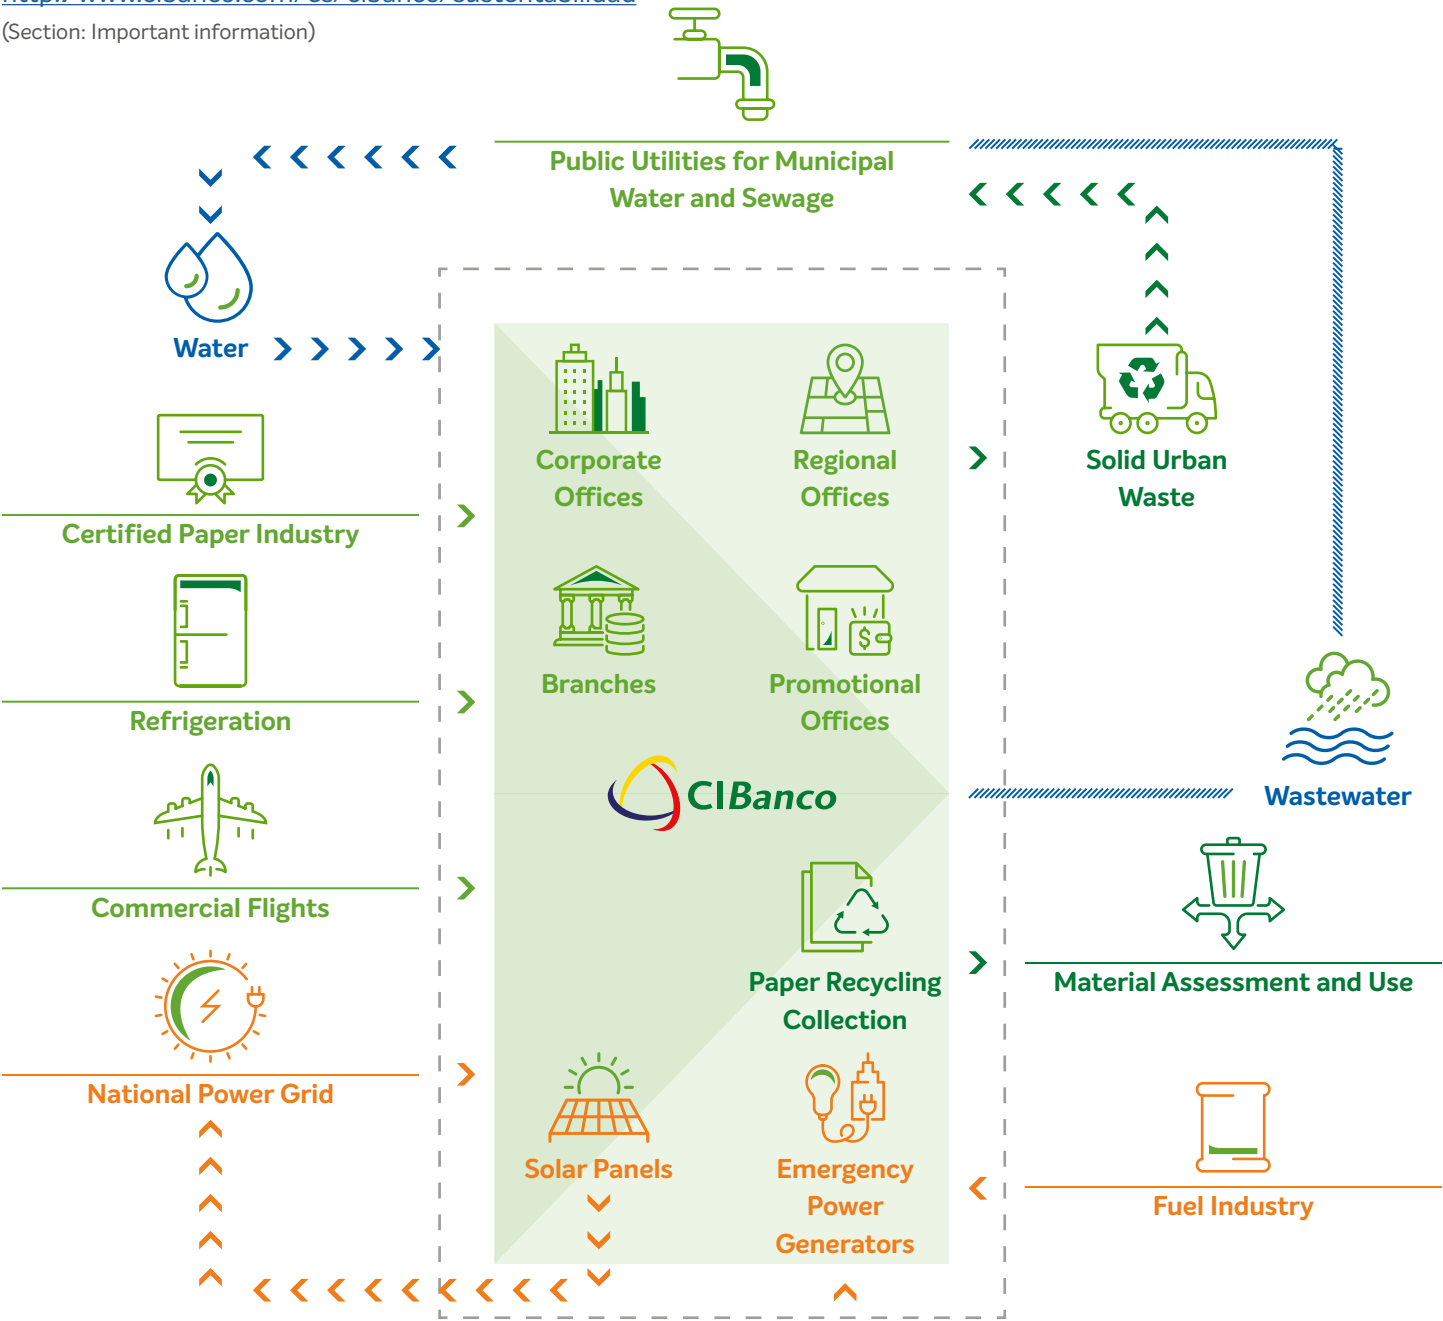 (Section: Important information)
Public Utilities for Municipal
Water and Sewage
Water
Corporate
Offices
Regional
Offices
Solid Urban
Waste
Certified Paper Industry
Branches
Promotional
Offices
$
Refrigeration
CIBanco
Wastewater
Commercial Flights
Paper Recycling
Collection
Material Assessment and Use
National Power Grid
Solar Panels
Emergency
Power
Generators
Fuel Industry